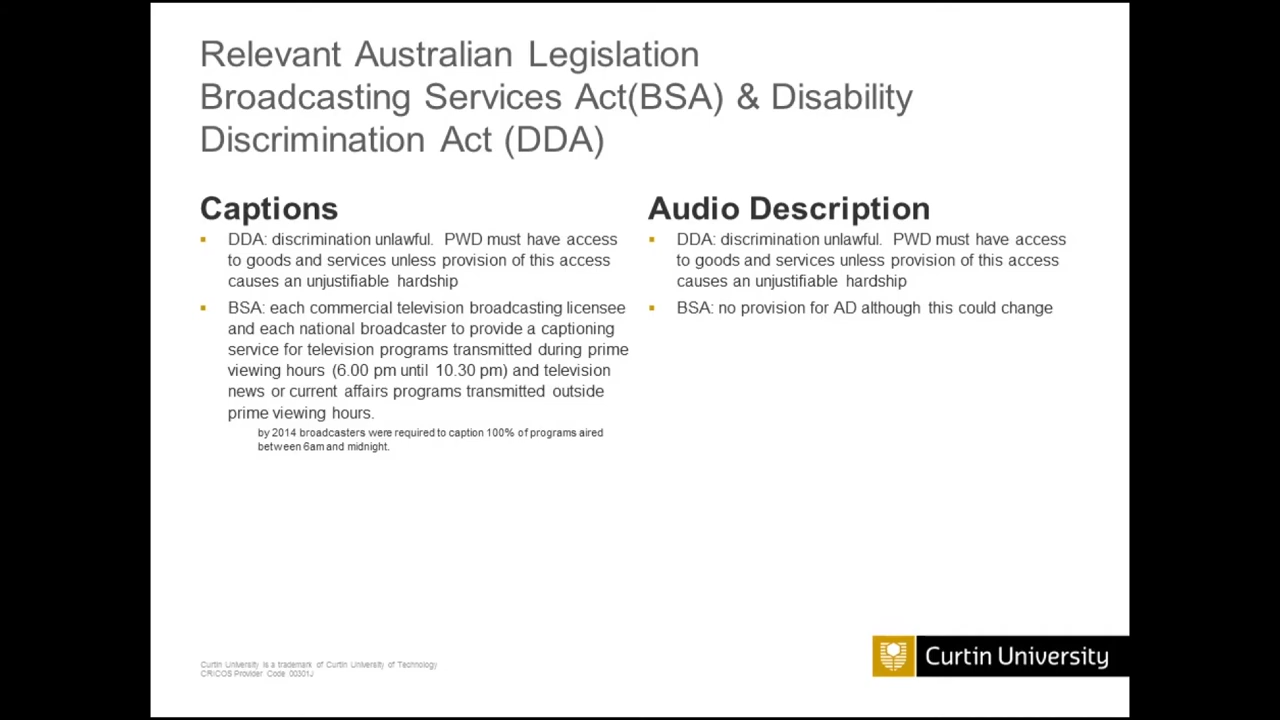 Relevant Australian Legislation
Broadcasting Services Act(BSA) & Disability
Discrimination Act (DDA)
Captions
▪ DDA: discrimination unlawful. PWD must have access
to goods and services unless provision of this access
causes an unjustifiable hardship
▪ BSA: each commercial television broadcasting licensee
and each national broadcaster to provide a captioning
service for television programs transmitted during prime
viewing hours (6.00 pm until 10.30 pm) and television
news or current affairs programs transmitted outside
prime viewing hours.
by 2014 broadcasters were required to caption 100% of programs aired
between 6am and midnight.
Audio Description
▪ DDA: discrimination unlawful. PWD must have access
to goods and services unless provision of this access
causes an unjustifiable hardship
▪ BSA: no provision for AD although this could change
Curtin University is a trademark of Curtin University of Technology
CRICOS Provider Code 00301J
Curtin University